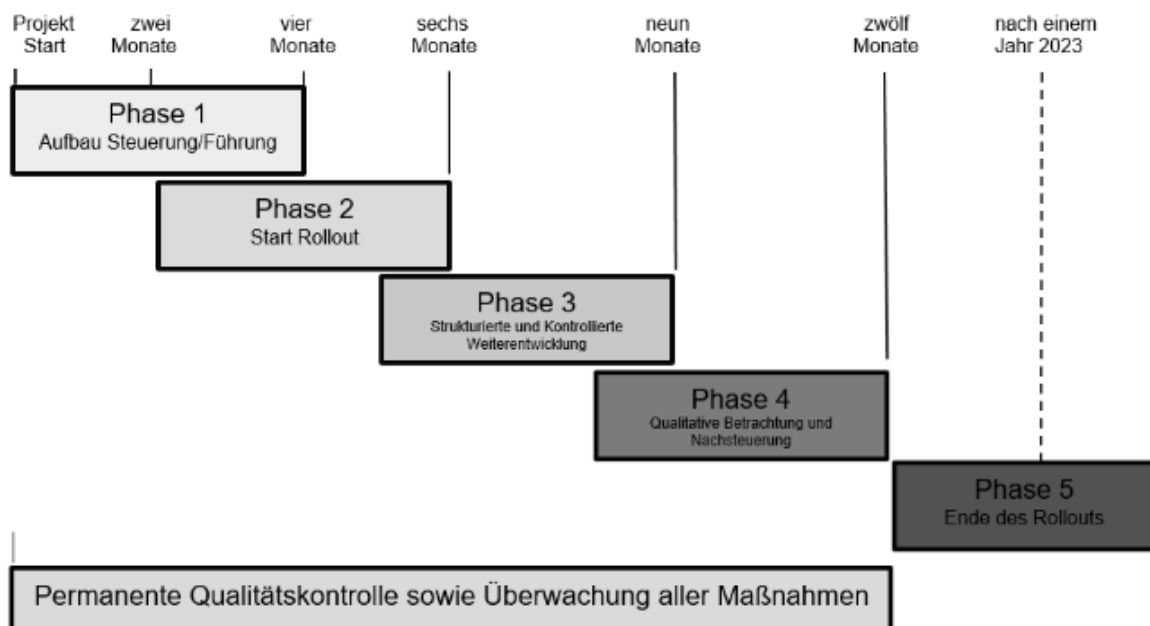 Projekt
Start
zwei
Monate
vier
Monate
sechs
Monate
neun
Monate
zwölf
Monate
nach einem
Jahr 2023
Phase 1
Aufbau Steuerung/Führung
Phase 2
Start Rollout
Phase 3
Strukturierte und Kontrollierte
Weiterentwicklung
Phase 4
Qualitative Betrachtung und
Nachsteuerung
Phase 5
Ende des Rollouts
Permanente Qualitätskontrolle sowie Überwachung aller Maßnahmen